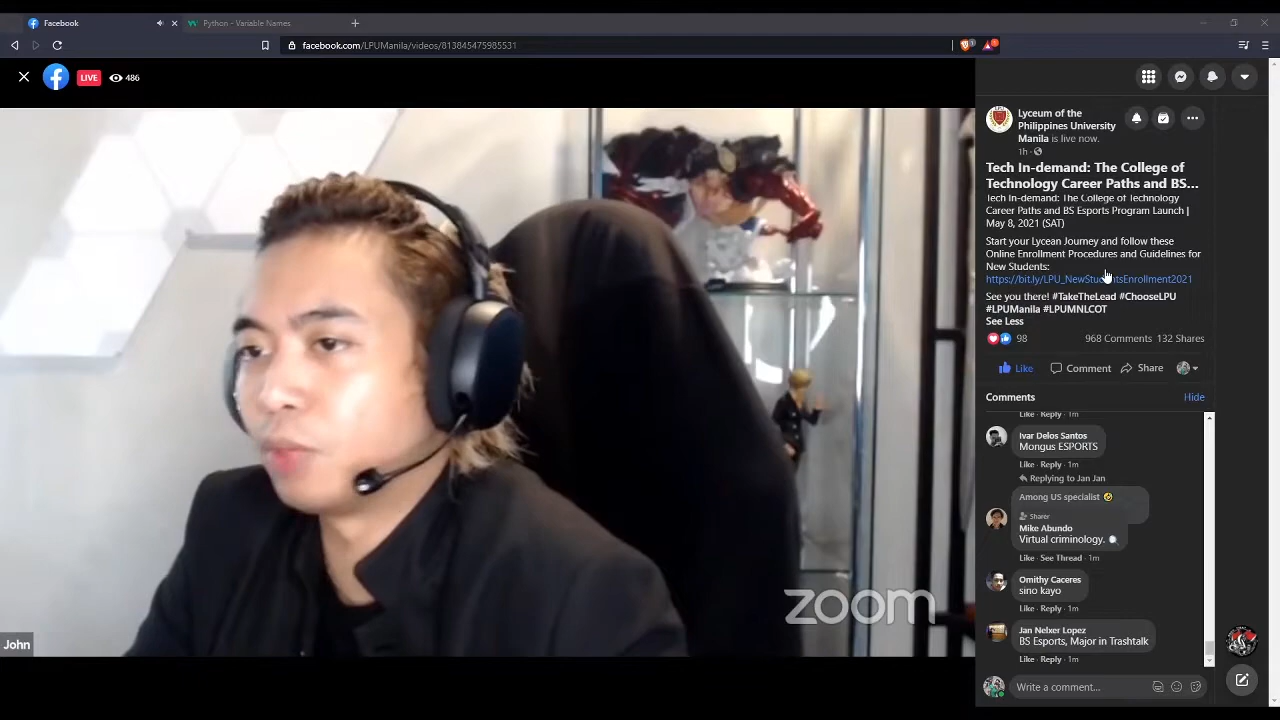 Facebook
Python - Variable Names
facebook.com/LPUManila/videos/813845475985531
LIVE
486
Lyceum of the
Philippines University
Manila is live now.
1h
Tech In-demand: The College of
Technology Career Paths and BS...
Tech In-demand: The College of Technology
Career Paths and BS Esports Program Launch |
May 8, 2021 (SAT)
Start your Lycean Journey and follow these
Online Enrollment Procedures and Guidelines for
New Students:
https://bit.ly/LPU_NewStudentsEnrollment2021
See you there! #TakeTheLead #ChooseLPU
#LPUManila #LPUMNLCOT
See Less
98
968 Comments 132 Shares
Like
Comment
Share
Comments
Hide
Like · Reply · 1m
Ivar Delos Santos
Mongus ESPORTS
Like · Reply · 1m
Replying to Jan Jan
Among US specialist 🤣
Sharer
Mike Abundo
Virtual criminology.
Like · See Thread · 1m
Omithy Caceres
sino kayo
Like · Reply · 1m
Jan Nelxer Lopez
BS Esports, Major in Trashtalk
Like · Reply · 1m
Write a comment...
zoom
John